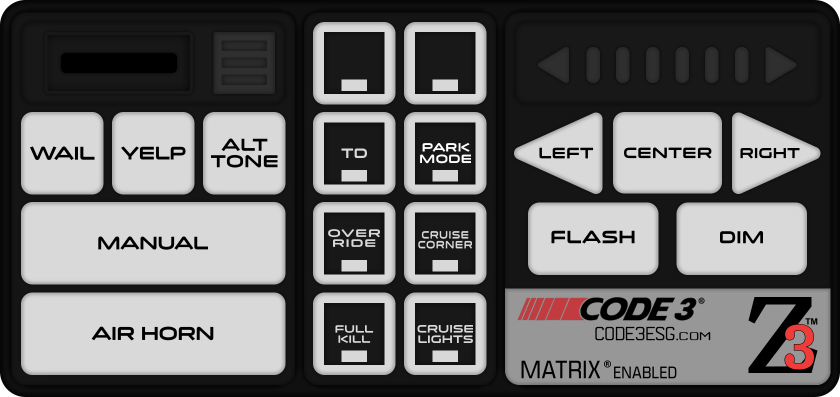 WAIL
YELP
ALT
TONE
MANUAL
AIR HORN
TD
PARK
MODE
OVER
RIDE
CRUISE
CORNER
FULL
KILL
CRUISE
LIGHTS
LEFT
CENTER
RIGHT
FLASH
DIM
CODE 3®
CODE3ESG.COM
MATRIX® ENABLED
Z3™